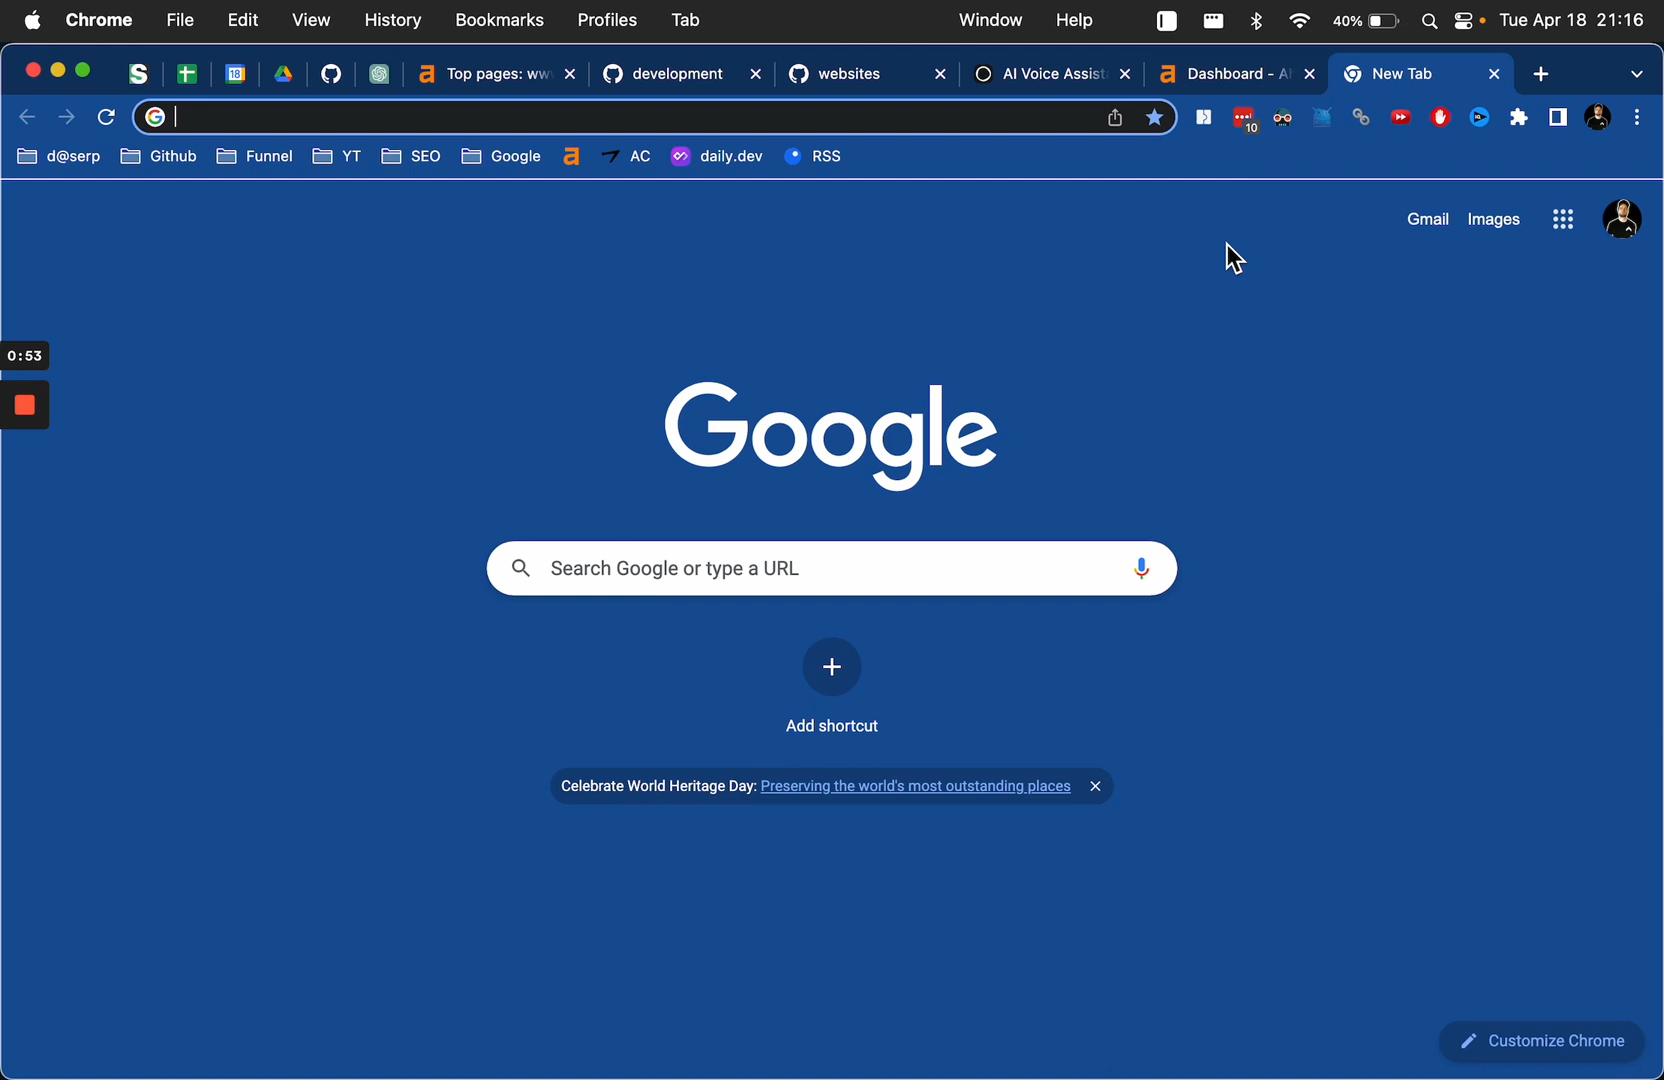 Chrome File Edit View History Bookmarks Profiles Tab Window Help 40% Tue Apr 18 21:16
S 18 Top pages: ww development websites AI Voice Assist Dashboard - Al New Tab
10
d@serp Github Funnel YT SEO Google a AC daily.dev RSS
Gmail Images
0:53
Google
Search Google or type a URL
Add shortcut
Celebrate World Heritage Day: Preserving the world's most outstanding places
Customize Chrome